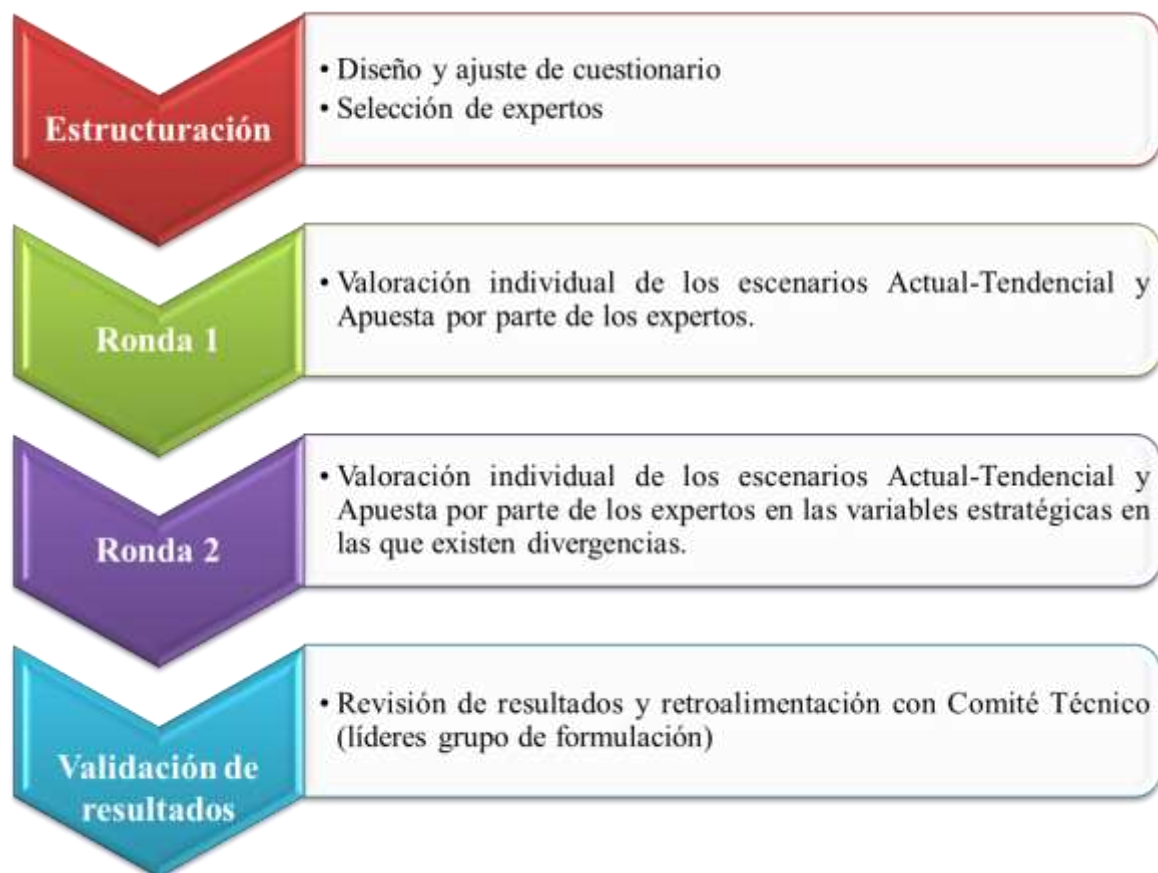 Estructuración
• Diseño y ajuste de cuestionario
• Selección de expertos
Ronda 1
• Valoración individual de los escenarios Actual-Tendencial y
Apuesta por parte de los expertos.
Ronda 2
• Valoración individual de los escenarios Actual-Tendencial y
Apuesta por parte de los expertos en las variables estratégicas en
las que existen divergencias.
Validación de
resultados
• Revisión de resultados y retroalimentación con Comité Técnico
(líderes grupo de formulación)